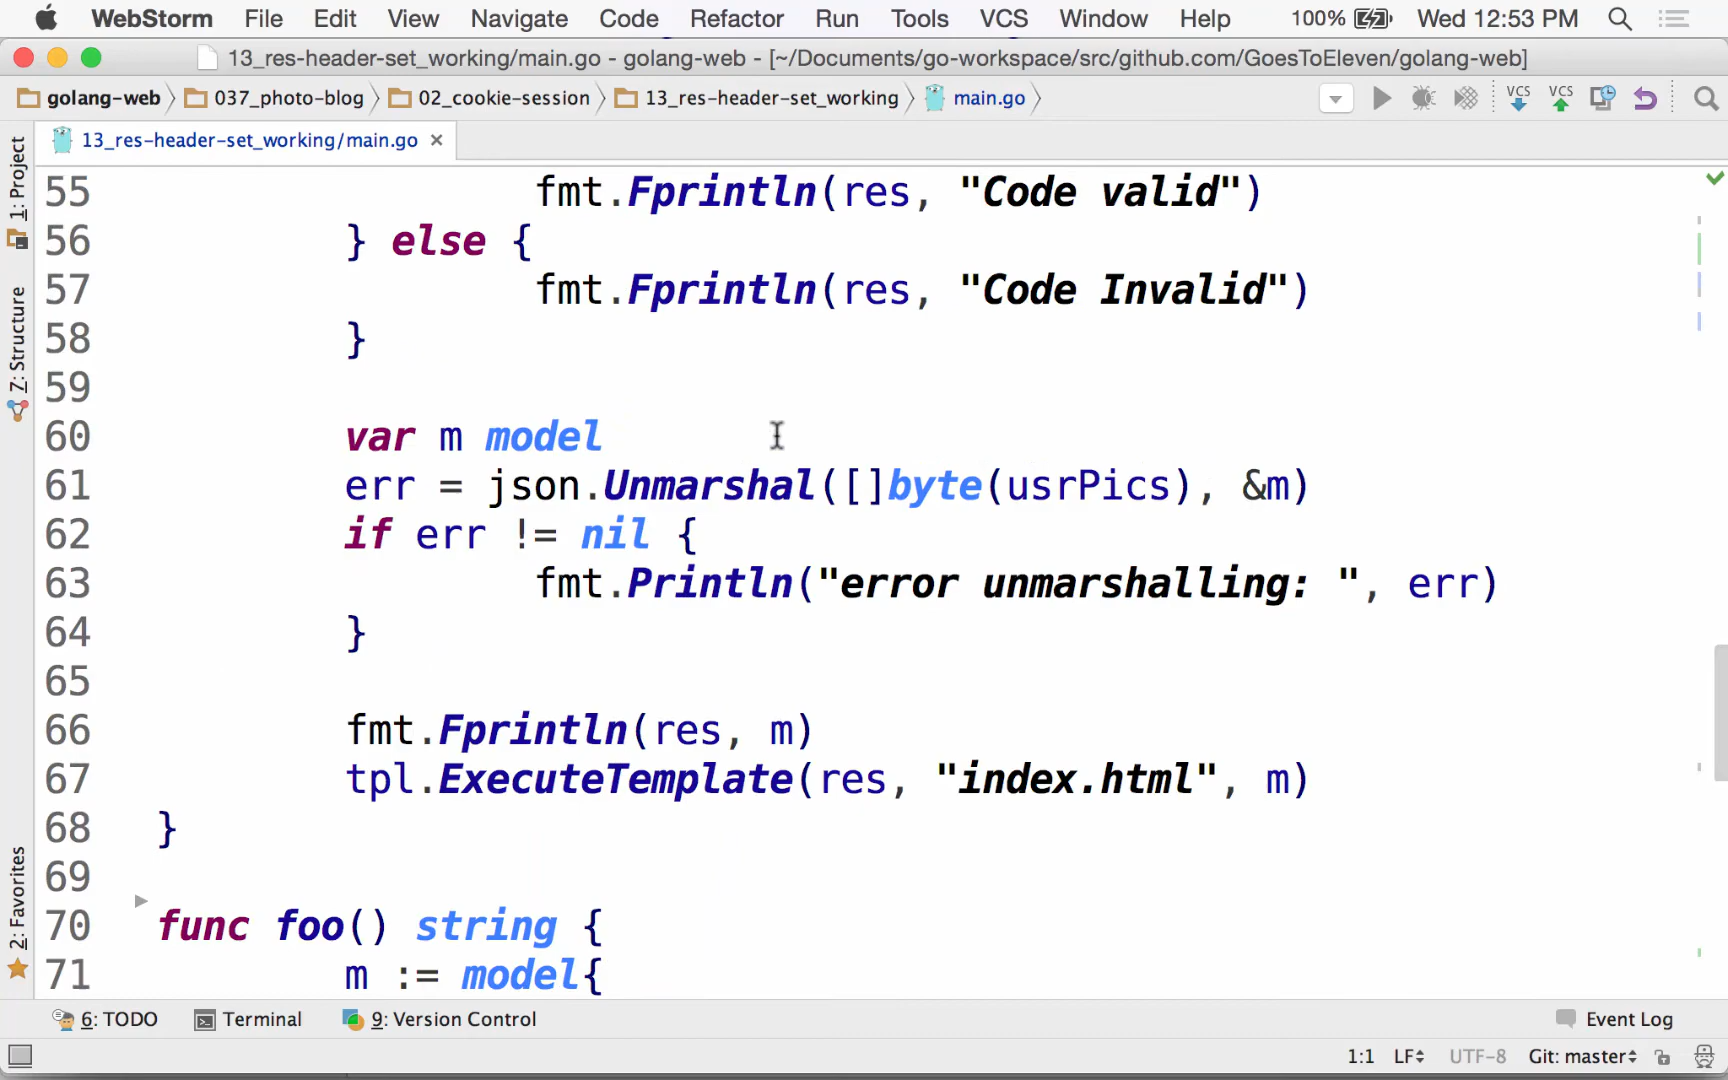 WebStorm File Edit View Navigate Code Refactor Run Tools VCS Window Help 100% Wed 12:53 PM
13_res-header-set_working/main.go - golang-web - [~/Documents/go-workspace/src/github.com/GoesToEleven/golang-web]
golang-web 037_photo-blog 02_cookie-session 13_res-header-set_working main.go VCS VCS
13_res-header-set_working/main.go
1: Project
7: Structure
2: Favorites
55 fmt.Fprintln(res, "Code valid")
56 } else {
57 fmt.Fprintln(res, "Code Invalid")
58 }
59
60 var m model
61 err = json.Unmarshal([]byte(usrPics), &m)
62 if err != nil {
63 fmt.Println("error unmarshalling: ", err)
64 }
65
66 fmt.Fprintln(res, m)
67 tpl.ExecuteTemplate(res, "index.html", m)
68 }
69
70 func foo() string {
71 m := model{
6: TODO Terminal 9: Version Control Event Log
1:1 LF UTF-8 Git: master